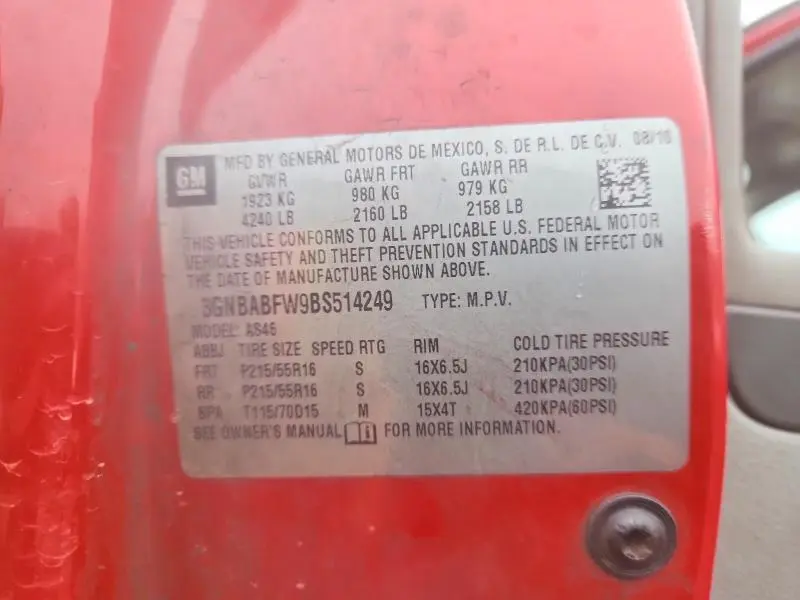 GM MFD BY GENERAL MOTORS DE MEXICO, S. DE R.L. DE C.V. 08/10
GVWR GAWR FRT GAWR RR
1923 KG 980 KG 979 KG
4240 LB 2160 LB 2158 LB
THIS VEHICLE CONFORMS TO ALL APPLICABLE U.S. FEDERAL MOTOR
VEHICLE SAFETY AND THEFT PREVENTION STANDARDS IN EFFECT ON
THE DATE OF MANUFACTURE SHOWN ABOVE.
3GNBABFW9BS514249 TYPE: M.P.V.
MODEL: AS46
ABBJ TIRE SIZE SPEED RTG RIM COLD TIRE PRESSURE
FRT P215/55R16 S 16X6.5J 210KPA(30PSI)
RR P215/55R16 S 16X6.5J 210KPA(30PSI)
SPA T115/70D15 M 15X4T 420KPA(60PSI)
SEE OWNER'S MANUAL FOR MORE INFORMATION.